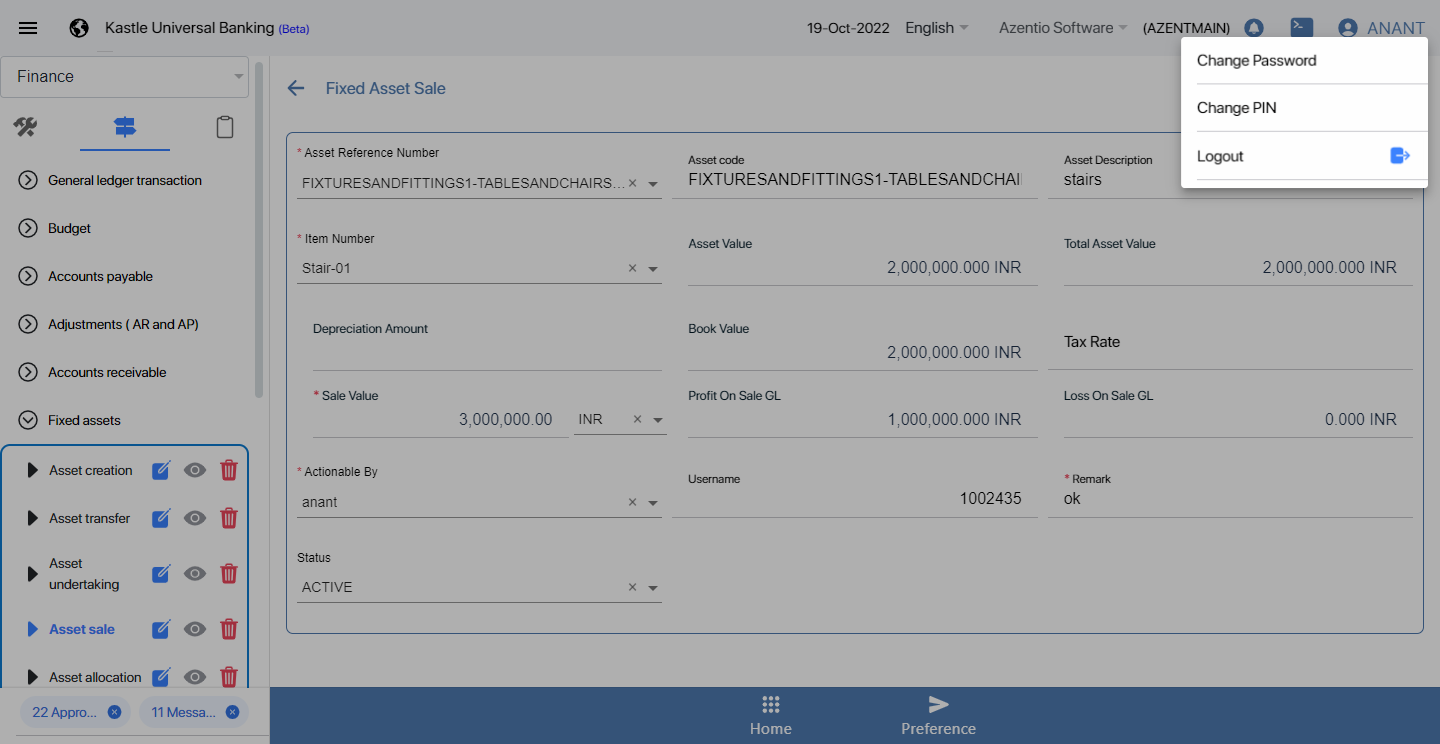 Kastle Universal Banking (Beta)
19-Oct-2022 English Azentio Software (AZENTMAIN) ANANT
Change Password
Change PIN
Logout
Finance
General ledger transaction
Budget
Accounts payable
Adjustments ( AR and AP)
Accounts receivable
Fixed assets
Asset creation
Asset transfer
Asset
undertaking
Asset sale
Asset allocation
22 Appro... 11 Messa...
Fixed Asset Sale
* Asset Reference Number
FIXTURESANDFITTINGS1-TABLESANDCHAIRS...
Asset code
FIXTURESANDFITTINGS1-TABLESANDCHAI
Asset Description
stairs
* Item Number
Stair-01
Asset Value
2,000,000.000 INR
Total Asset Value
2,000,000.000 INR
Depreciation Amount
Book Value
2,000,000.000 INR
Tax Rate
* Sale Value
3,000,000.00 INR
Profit On Sale GL
1,000,000.000 INR
Loss On Sale GL
0.000 INR
* Actionable By
anant
Username
1002435
* Remark
ok
Status
ACTIVE
Home
Preference